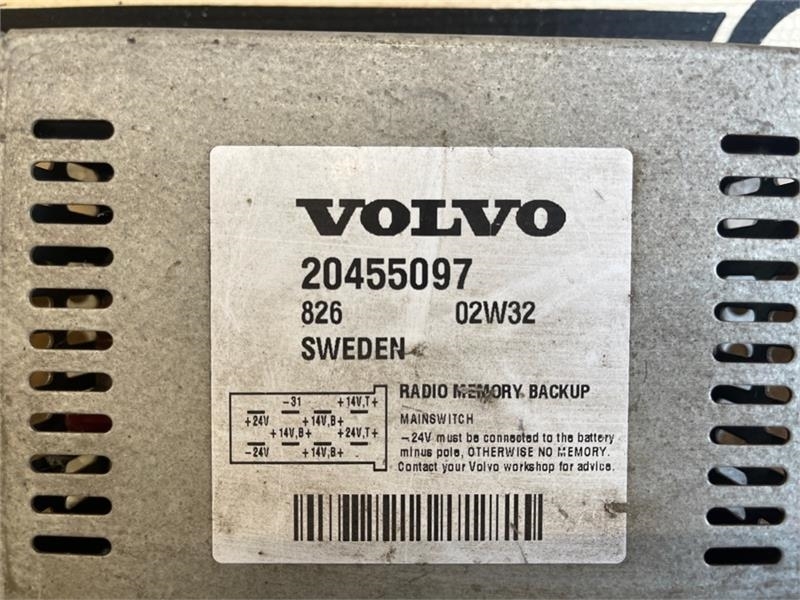 VOLVO
20455097
826 02W32
SWEDEN
RADIO MEMORY BACKUP
MAINSWITCH
-24V must be connected to the battery
minus pole, OTHERWISE NO MEMORY.
Contact your Volvo workshop for advice.
-31 +14V,T+
+24V +14V,B+
+14V,B+ +24V,T+
-24V +14V,B+